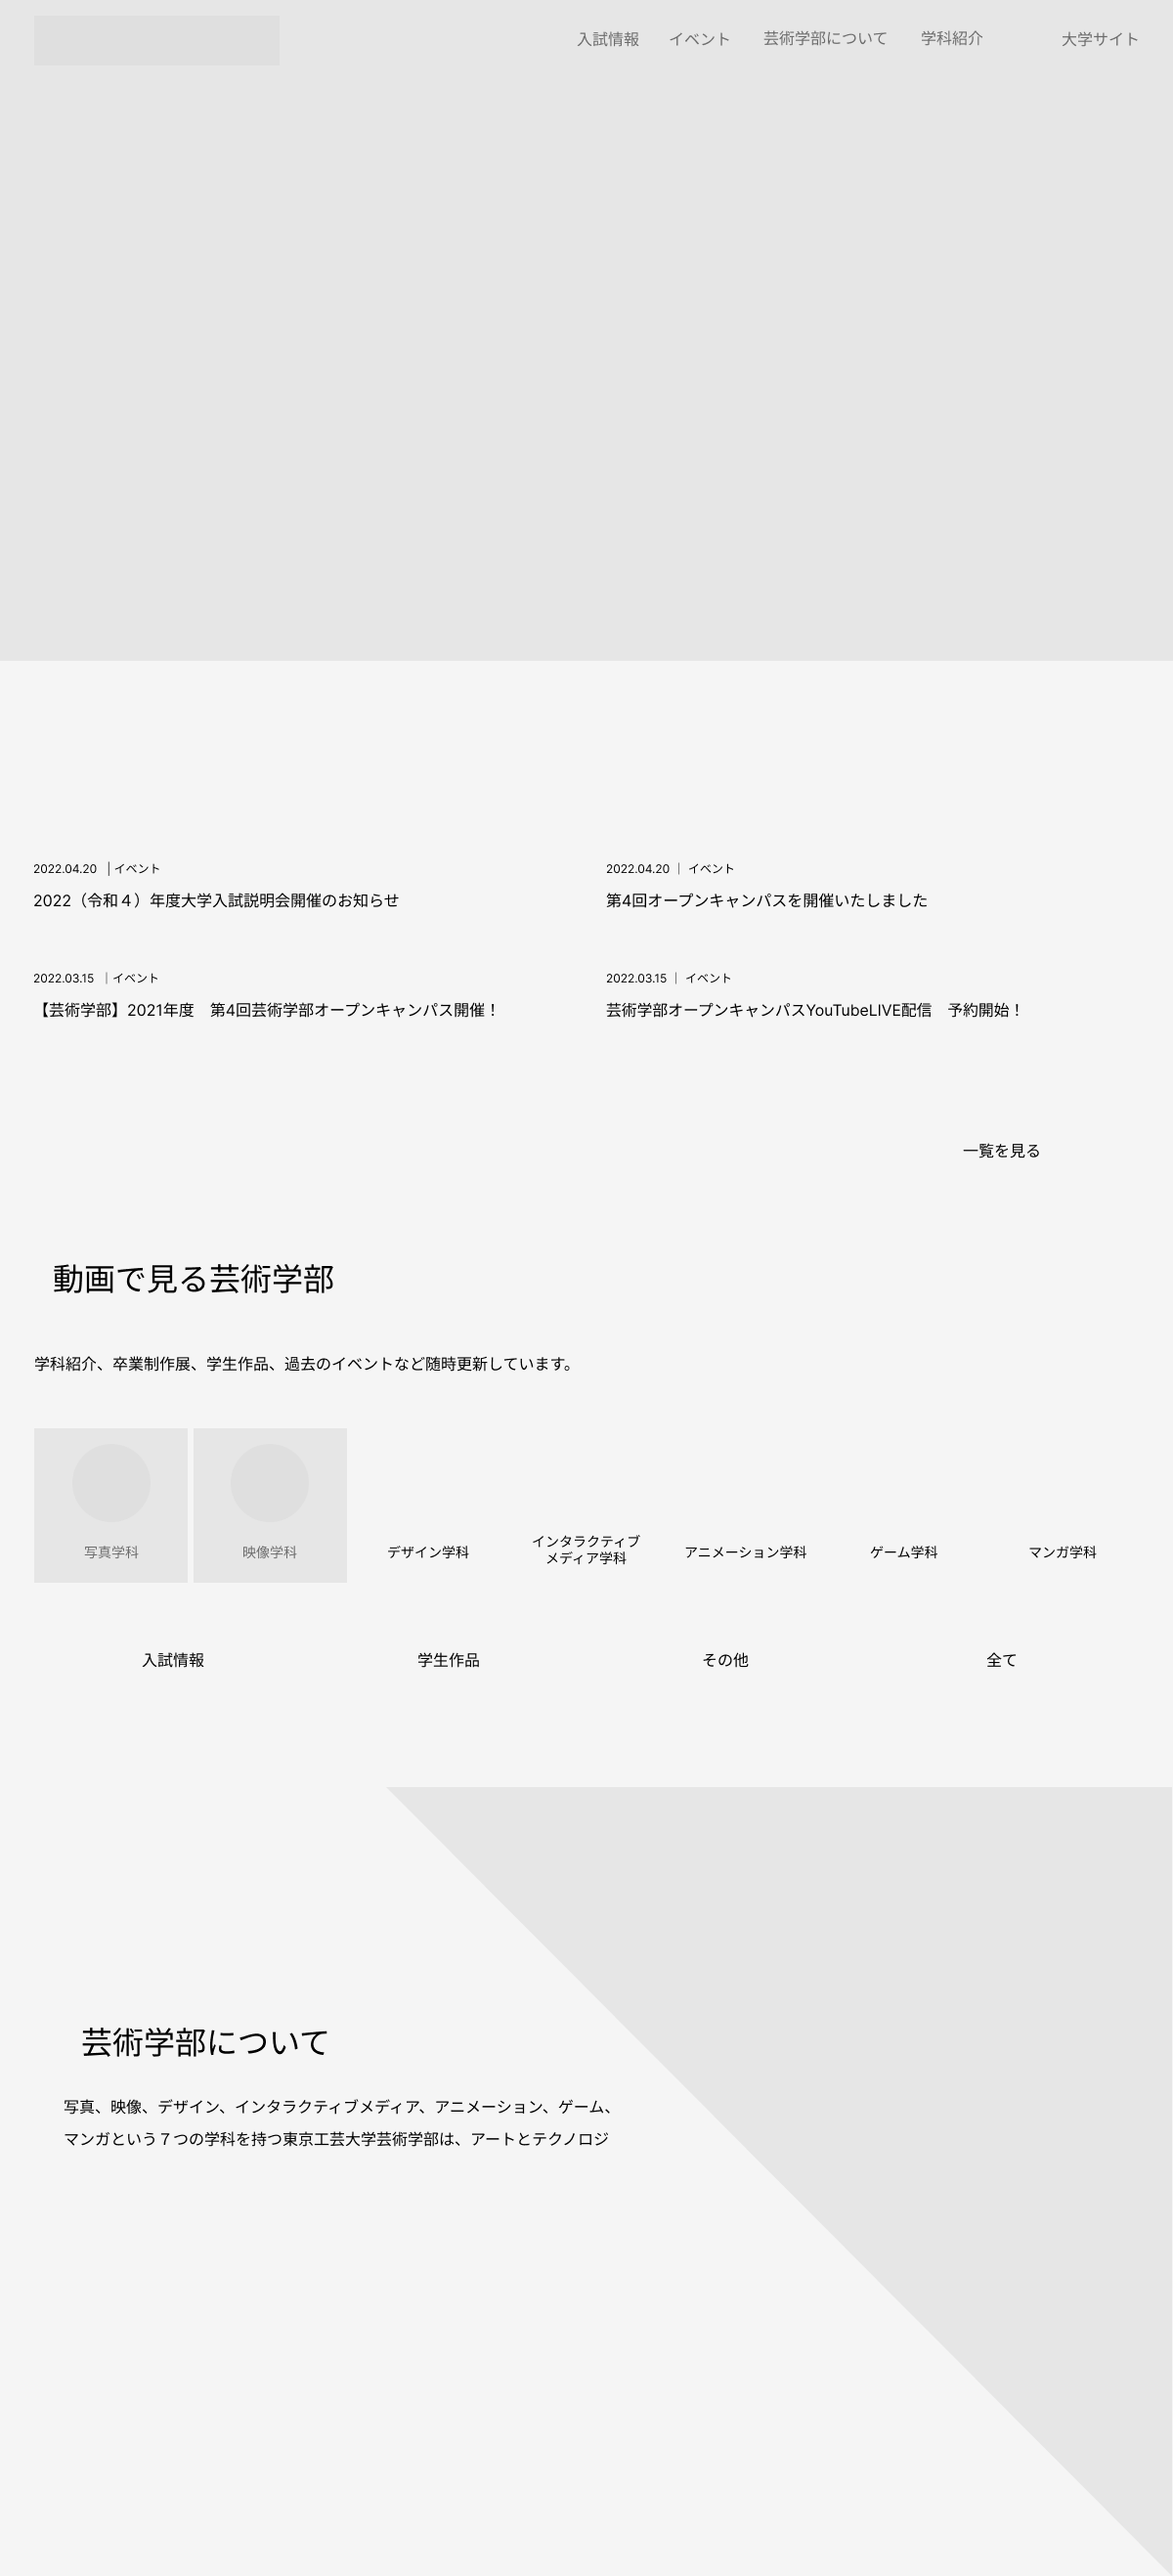 入試情報 イベント 芸術学部について 学科紹介 大学サイト
2022.04.20 | イベント
2022（令和４）年度大学入試説明会開催のお知らせ
2022.04.20 | イベント
第4回オープンキャンパスを開催いたしました
2022.03.15 | イベント
【芸術学部】2021年度　第4回芸術学部オープンキャンパス開催！
2022.03.15 | イベント
芸術学部オープンキャンパスYouTubeLIVE配信　予約開始！
一覧を見る
動画で見る芸術学部
学科紹介、卒業制作展、学生作品、過去のイベントなど随時更新しています。
写真学科
映像学科
デザイン学科
インタラクティブ
メディア学科
アニメーション学科
ゲーム学科
マンガ学科
入試情報 学生作品 その他 全て
芸術学部について
写真、映像、デザイン、インタラクティブメディア、アニメーション、ゲーム、
マンガという７つの学科を持つ東京工芸大学芸術学部は、アートとテクノロジ